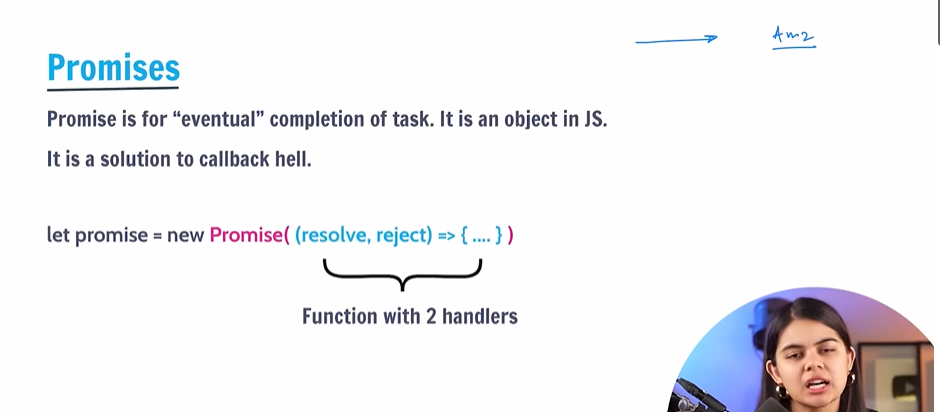 Promises
Promise is for “eventual” completion of task. It is an object in JS.
It is a solution to callback hell.
let promise = new Promise( (resolve, reject) => { .... } )
Function with 2 handlers